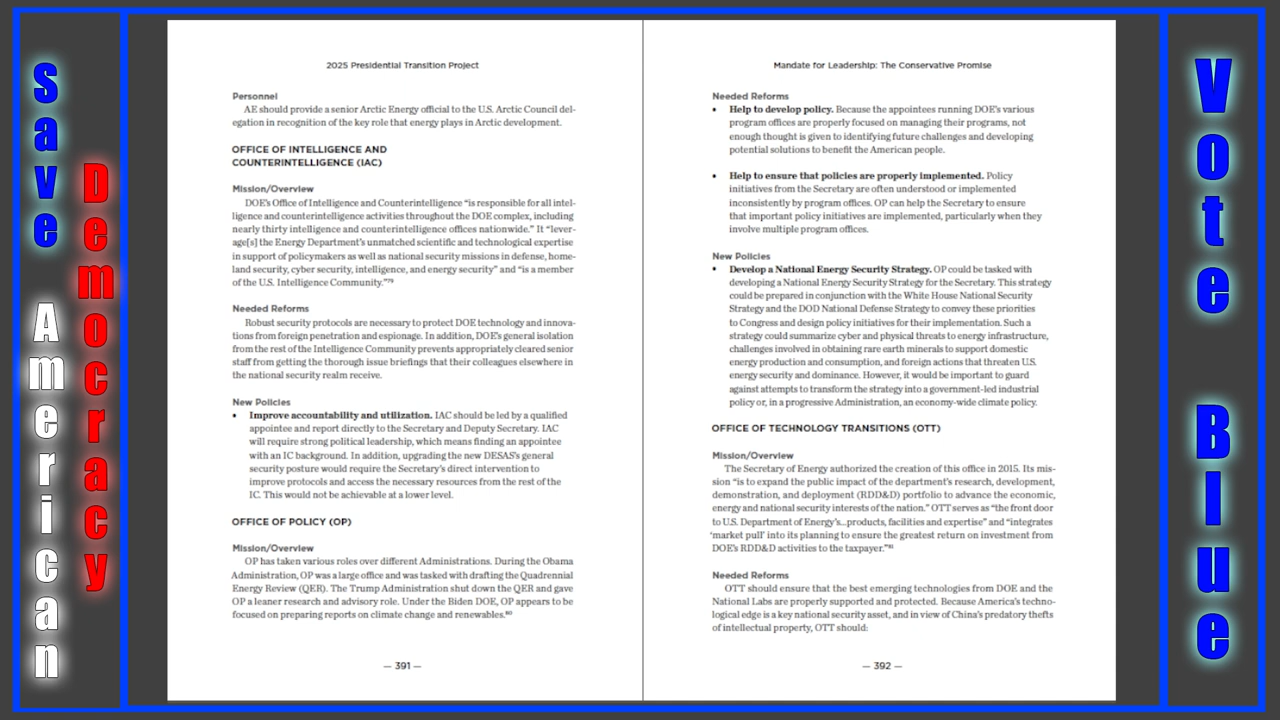 Save American
Democracy
2025 Presidential Transition Project
Personnel
AE should provide a senior Arctic Energy official to the U.S. Arctic Council del-
egation in recognition of the key role that energy plays in Arctic development.
OFFICE OF INTELLIGENCE AND
COUNTERINTELLIGENCE (IAC)
Mission/Overview
DOE's Office of Intelligence and Counterintelligence “is responsible for all intel-
ligence and counterintelligence activities throughout the DOE complex, including
nearly thirty intelligence and counterintelligence offices nationwide.” It “lever-
age[s] the Energy Department's unmatched scientific and technological expertise
in support of policymakers as well as national security missions in defense, home-
land security, cyber security, intelligence, and energy security” and “is a member
of the U.S. Intelligence Community.”79
Needed Reforms
Robust security protocols are necessary to protect DOE technology and innova-
tions from foreign penetration and espionage. In addition, DOE's general isolation
from the rest of the Intelligence Community prevents appropriately cleared senior
staff from getting the thorough issue briefings that their colleagues elsewhere in
the national security realm receive.
New Policies
• Improve accountability and utilization. IAC should be led by a qualified
appointee and report directly to the Secretary and Deputy Secretary. IAC
will require strong political leadership, which means finding an appointee
with an IC background. In addition, upgrading the new DESAS's general
security posture would require the Secretary's direct intervention to
improve protocols and access the necessary resources from the rest of the
IC. This would not be achievable at a lower level.
OFFICE OF POLICY (OP)
Mission/Overview
OP has taken various roles over different Administrations. During the Obama
Administration, OP was a large office and was tasked with drafting the Quadrennial
Energy Review (QER). The Trump Administration shut down the QER and gave
OP a leaner research and advisory role. Under the Biden DOE, OP appears to be
focused on preparing reports on climate change and renewables.80
— 391 —
Mandate for Leadership: The Conservative Promise
Needed Reforms
• Help to develop policy. Because the appointees running DOE's various
program offices are properly focused on managing their programs, not
enough thought is given to identifying future challenges and developing
potential solutions to benefit the American people.
• Help to ensure that policies are properly implemented. Policy
initiatives from the Secretary are often understood or implemented
inconsistently by program offices. OP can help the Secretary to ensure
that important policy initiatives are implemented, particularly when they
involve multiple program offices.
New Policies
• Develop a National Energy Security Strategy. OP could be tasked with
developing a National Energy Security Strategy for the Secretary. This strategy
could be prepared in conjunction with the White House National Security
Strategy and the DOD National Defense Strategy to convey these priorities
to Congress and design policy initiatives for their implementation. Such a
strategy could summarize cyber and physical threats to energy infrastructure,
challenges involved in obtaining rare earth minerals to support domestic
energy production and consumption, and foreign actions that threaten U.S.
energy security and dominance. However, it would be important to guard
against attempts to transform the strategy into a government-led industrial
policy or, in a progressive Administration, an economy-wide climate policy.
OFFICE OF TECHNOLOGY TRANSITIONS (OTT)
Mission/Overview
The Secretary of Energy authorized the creation of this office in 2015. Its mis-
sion “is to expand the public impact of the department's research, development,
demonstration, and deployment (RDD&D) portfolio to advance the economic,
energy and national security interests of the nation.” OTT serves as “the front door
to U.S. Department of Energy's...products, facilities and expertise” and “integrates
‘market pull’ into its planning to ensure the greatest return on investment from
DOE's RDD&D activities to the taxpayer.”81
Needed Reforms
OTT should ensure that the best emerging technologies from DOE and the
National Labs are properly supported and protected. Because America's techno-
logical edge is a key national security asset, and in view of China's predatory thefts
of intellectual property, OTT should:
— 392 —
Vote Blue